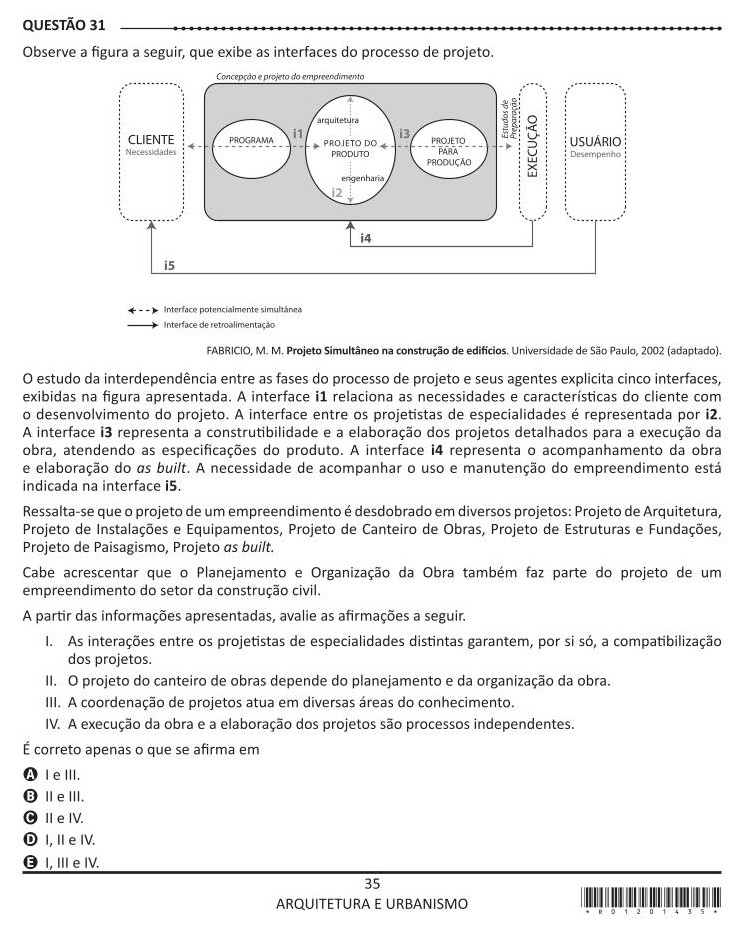 QUESTÃO 31
Observe a figura a seguir, que exibe as interfaces do processo de projeto.
Concepção e projeto do empreendimento
CLIENTE
Necessidades
PROGRAMA
i1
arquitetura
PROJETO DO
PRODUTO
engenharia
i2
i3
PROJETO
PARA
PRODUÇÃO
Estudos de
Preparação
EXECUÇÃO
USUÁRIO
Desempenho
i4
i5
Interface potencialmente simultânea
Interface de retroalimentação
FABRICIO, M. M. Projeto Simultâneo na construção de edifícios. Universidade de São Paulo, 2002 (adaptado).
O estudo da interdependência entre as fases do processo de projeto e seus agentes explicita cinco interfaces,
exibidas na figura apresentada. A interface i1 relaciona as necessidades e características do cliente com
o desenvolvimento do projeto. A interface entre os projetistas de especialidades é representada por i2.
A interface i3 representa a construtibilidade e a elaboração dos projetos detalhados para a execução da
obra, atendendo as especificações do produto. A interface i4 representa o acompanhamento da obra
e elaboração do as built. A necessidade de acompanhar o uso e manutenção do empreendimento está
indicada na interface i5.
Ressalta-se que o projeto de um empreendimento é desdobrado em diversos projetos: Projeto de Arquitetura,
Projeto de Instalações e Equipamentos, Projeto de Canteiro de Obras, Projeto de Estruturas e Fundações,
Projeto de Paisagismo, Projeto as built.
Cabe acrescentar que o Planejamento e Organização da Obra também faz parte do projeto de um
empreendimento do setor da construção civil.
A partir das informações apresentadas, avalie as afirmações a seguir.
I. As interações entre os projetistas de especialidades distintas garantem, por si só, a compatibilização
dos projetos.
II. O projeto do canteiro de obras depende do planejamento e da organização da obra.
III. A coordenação de projetos atua em diversas áreas do conhecimento.
IV. A execução da obra e a elaboração dos projetos são processos independentes.
É correto apenas o que se afirma em
A I e III.
B II e III.
C II e IV.
D I, II e IV.
E I, III e IV.
35
ARQUITETURA E URBANISMO
* R 0 1 2 0 1 4 3 5 *